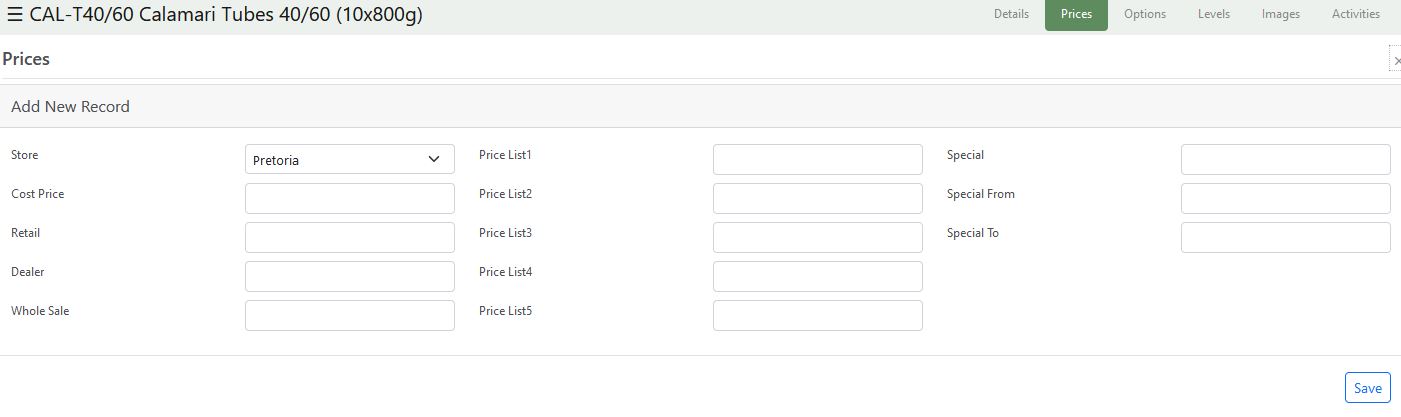 ☰ CAL-T40/60 Calamari Tubes 40/60 (10x800g)
Details Prices Options Levels Images Activities
Prices
Add New Record
Store Pretoria Price List1 Special
Cost Price Price List2 Special From
Retail Price List3 Special To
Dealer Price List4
Whole Sale Price List5
Save